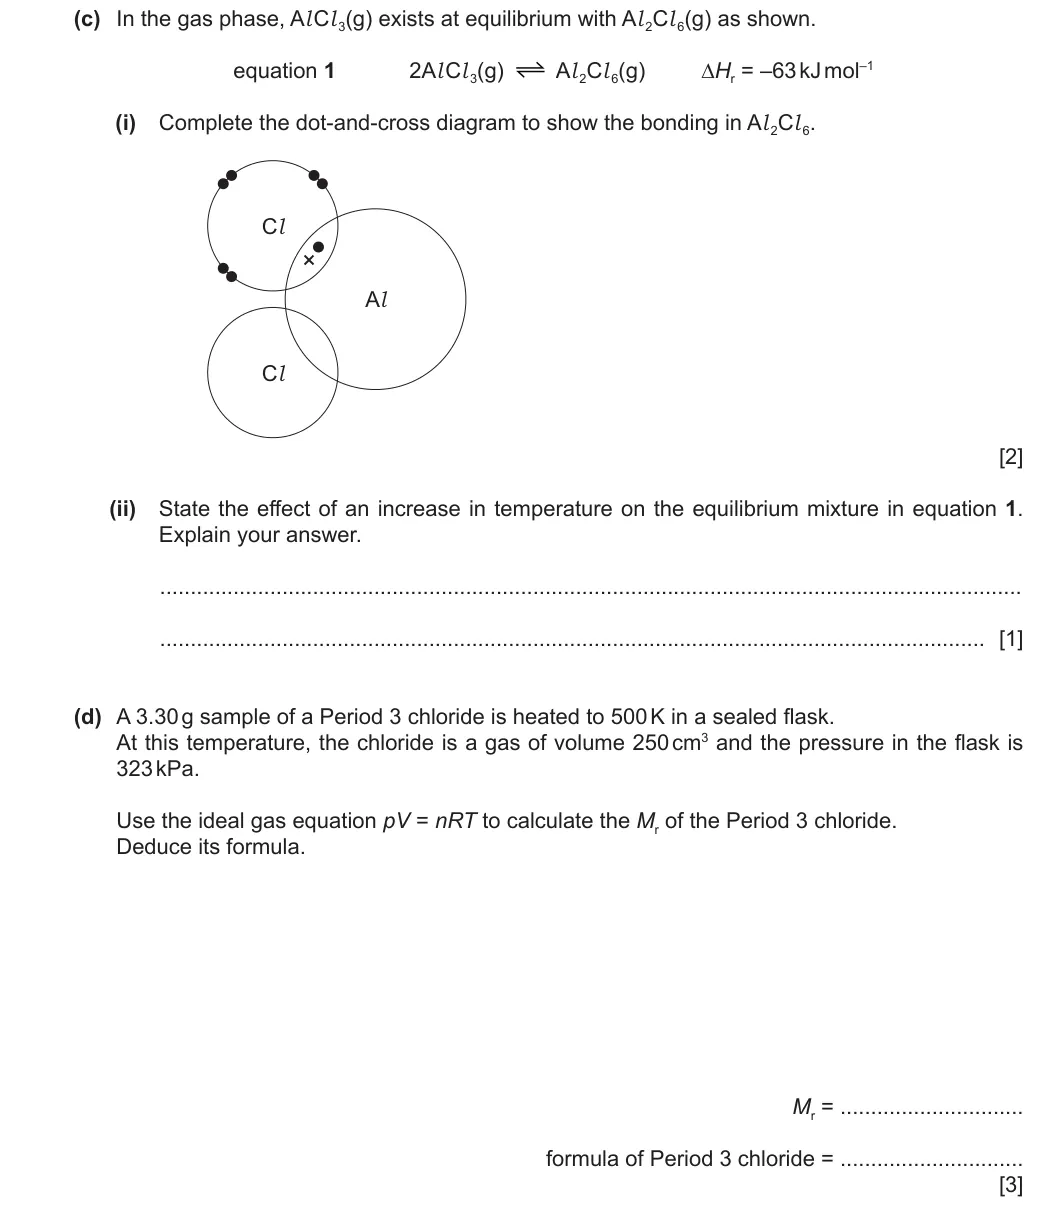 (c) In the gas phase, AlCl₃(g) exists at equilibrium with Al₂Cl₆(g) as shown.
equation 1 2AlCl₃(g) ⇌ Al₂Cl₆(g) ΔHᵣ = –63 kJ mol⁻¹
(i) Complete the dot-and-cross diagram to show the bonding in Al₂Cl₆.
Cl
Al
Cl
[2]
(ii) State the effect of an increase in temperature on the equilibrium mixture in equation 1.
Explain your answer.
..............................................................................................................................................
........................................................................................................................................ [1]
(d) A 3.30 g sample of a Period 3 chloride is heated to 500 K in a sealed flask.
At this temperature, the chloride is a gas of volume 250 cm³ and the pressure in the flask is
323 kPa.
Use the ideal gas equation pV = nRT to calculate the Mᵣ of the Period 3 chloride.
Deduce its formula.
Mᵣ = ..............................
formula of Period 3 chloride = ...............................
[3]